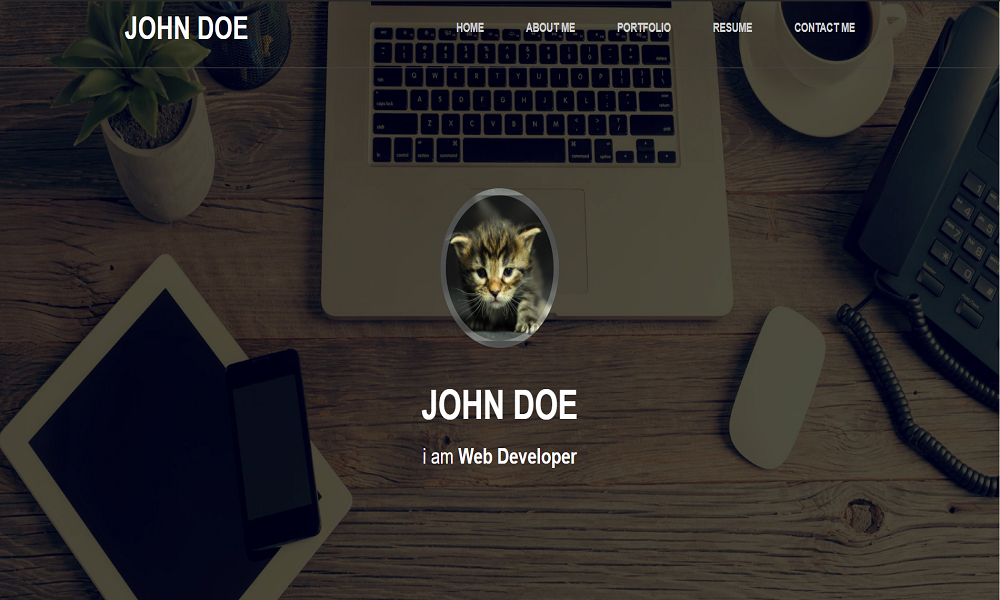 JOHN DOE
HOME ABOUT ME PORTFOLIO RESUME CONTACT ME
Q W E R T Y U I O P
A S D F G H J K L
Z X C V B N M
JOHN DOE
i am Web Developer